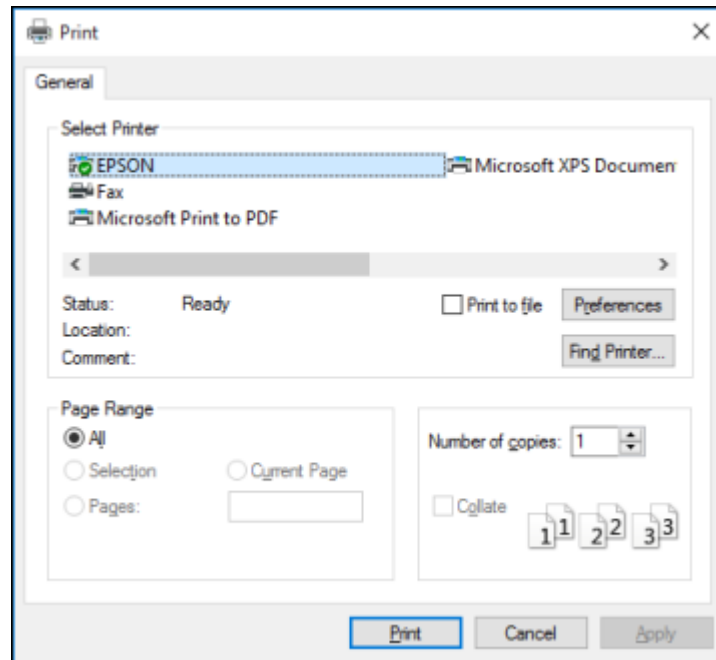 Print
General
Select Printer
EPSON
Microsoft XPS Documen
Fax
Microsoft Print to PDF
Status: Ready
Print to file
Preferences
Location:
Comment:
Find Printer...
Page Range
All
Selection
Current Page
Pages:
Number of copies: 1
Collate
1 1 2 2 3 3
Print
Cancel
Apply